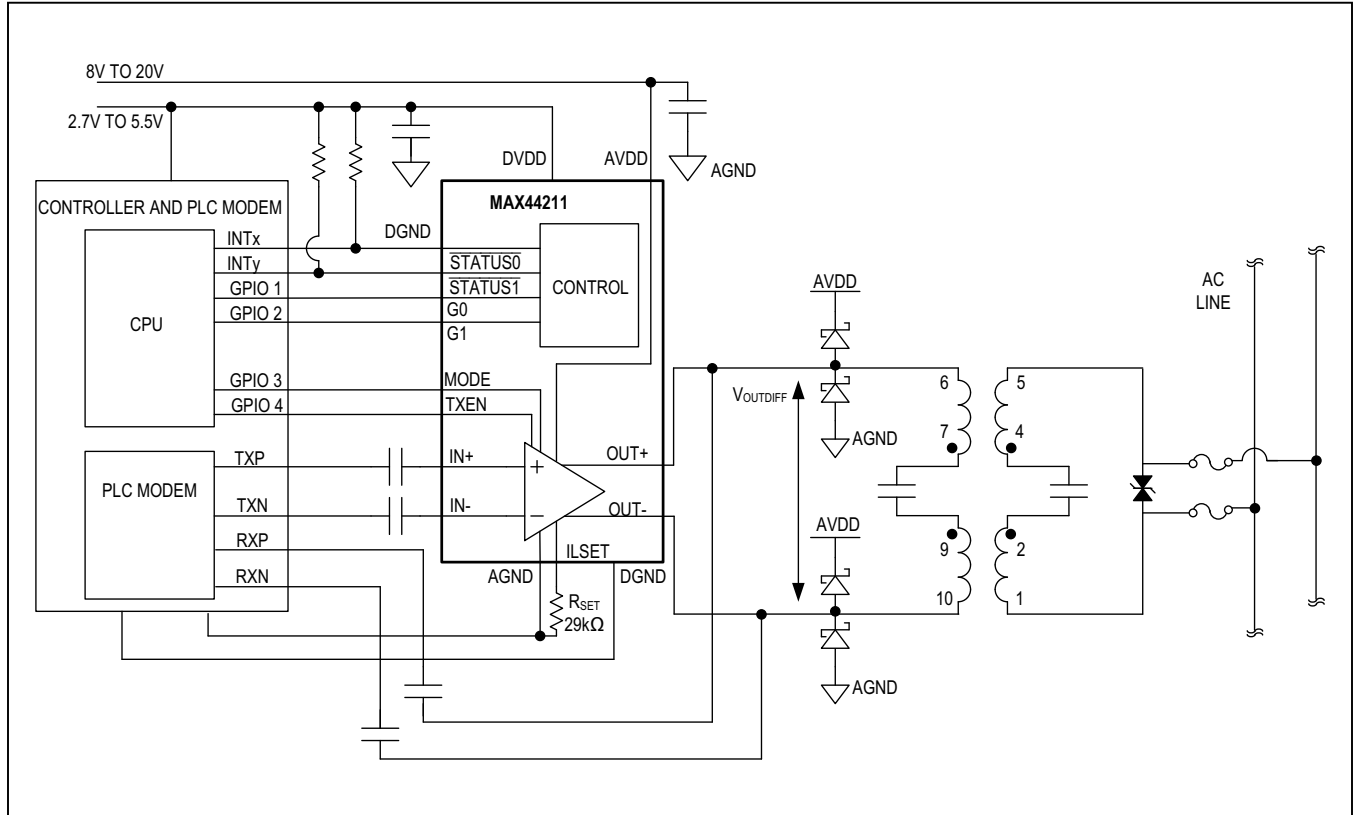 8V TO 20V
2.7V TO 5.5V
DVDD
AVDD
AGND
CONTROLLER AND PLC MODEM
MAX44211
DGND
INTx
INTy
GPIO 1
GPIO 2
CPU
STATUS0
STATUS1
G0
G1
CONTROL
GPIO 3
GPIO 4
MODE
TXEN
PLC MODEM
TXP
TXN
RXP
RXN
IN+
IN-
+
−
OUT+
OUT-
ILSET
AGND
DGND
RSET
29kΩ
AVDD
AGND
VOUTDIFF
AVDD
AGND
6
7
9
10
5
4
2
1
AC
LINE